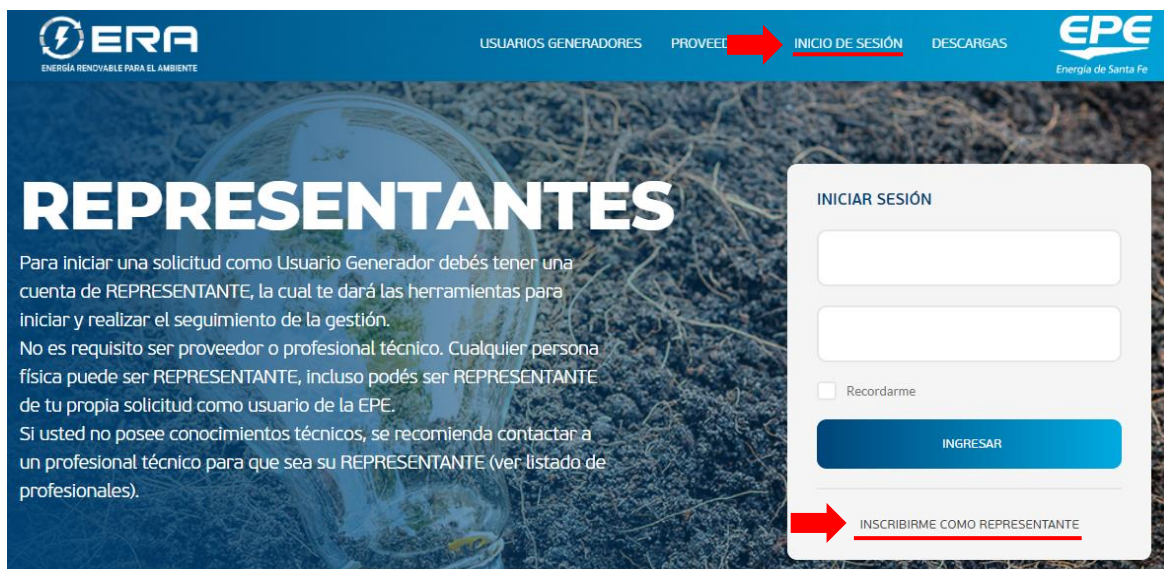 ERA
ENERGÍA RENOVABLE PARA EL AMBIENTE
USUARIOS GENERADORES
INICIO DE SESIÓN
DESCARGAS
EPE
Energía de Santa Fe
REPRESENTANTES
Para iniciar una solicitud como Usuario Generador debés tener una
cuenta de REPRESENTANTE, la cual te dará las herramientas para
iniciar y realizar el seguimiento de la gestión.
No es requisito ser proveedor o profesional técnico. Cualquier persona
física puede ser REPRESENTANTE, incluso podés ser REPRESENTANTE
de tu propia solicitud como usuario de la EPE.
Si usted no posee conocimientos técnicos, se recomienda contactar a
un profesional técnico para que sea su REPRESENTANTE (ver listado de
profesionales).
INICIAR SESIÓN
Recordarme
INGRESAR
INSCRIBIRME COMO REPRESENTANTE